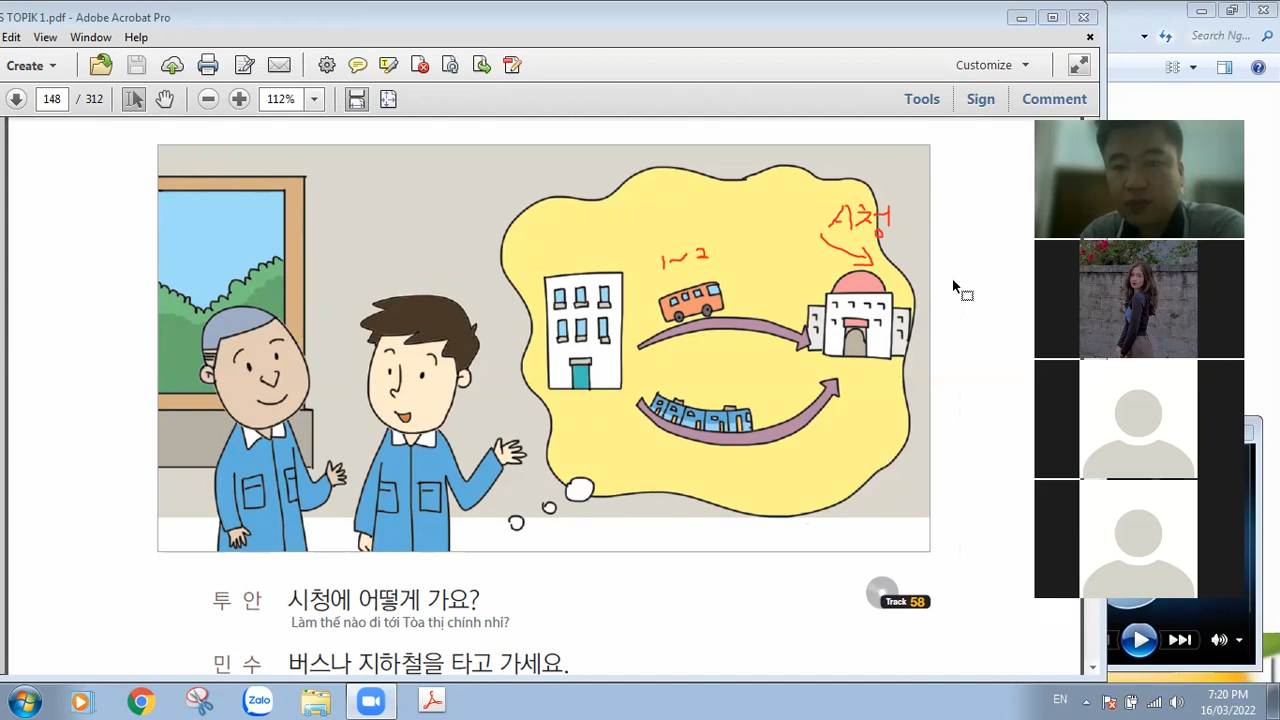 S TOPIK 1.pdf - Adobe Acrobat Pro
Edit View Window Help
Search Ng...
Create
Customize
148 / 312
112%
Tools Sign Comment
시청
1~2
투 안 시청에 어떻게 가요?
Làm thế nào đi tới Tòa thị chính nhỉ?
Track 58
민 수 버스나 지하철을 타고 가세요.
Zalo
EN
7:20 PM
16/03/2022